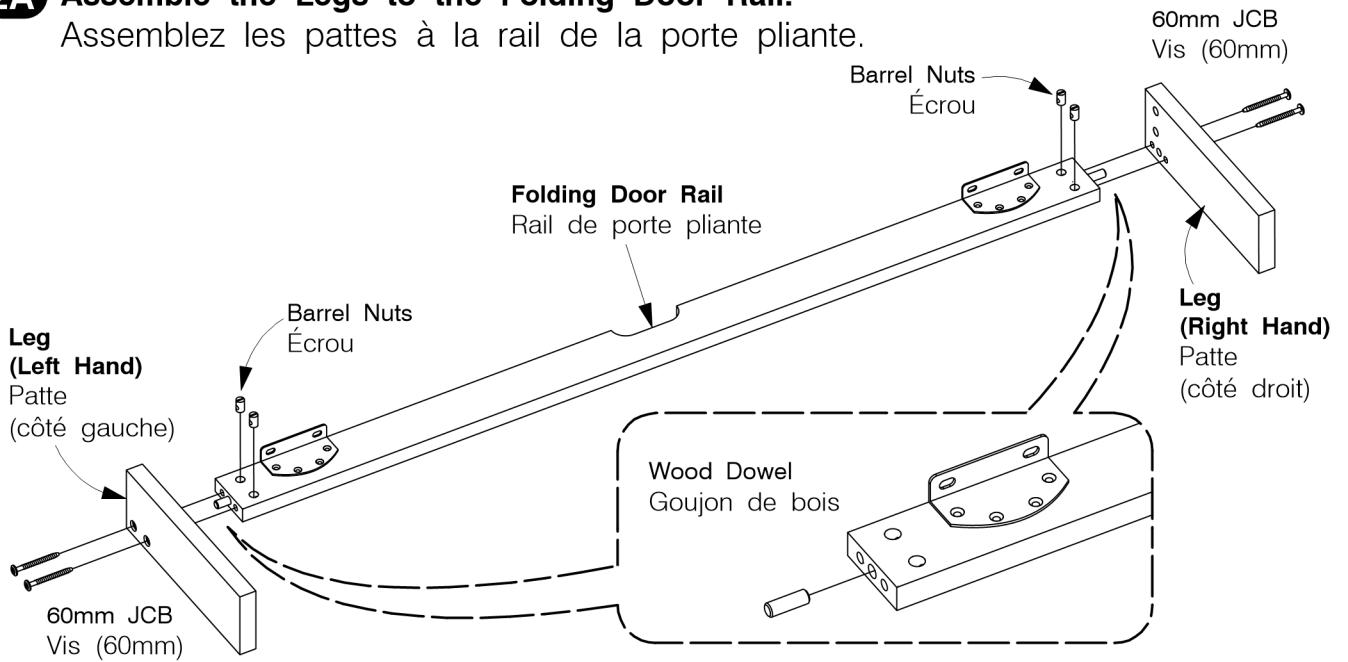 Assemble the Legs to the Folding Door Rail.
Assemblez les pattes à la rail de la porte pliante.
60mm JCB
Vis (60mm)
Barrel Nuts
Écrou
Folding Door Rail
Rail de porte pliante
Barrel Nuts
Écrou
Leg
(Left Hand)
Patte
(côté gauche)
Leg
(Right Hand)
Patte
(côté droit)
Wood Dowel
Goujon de bois
60mm JCB
Vis (60mm)